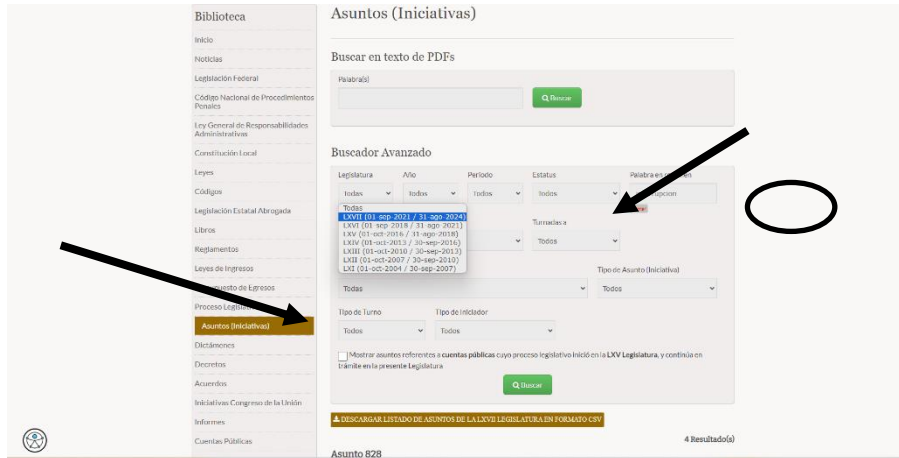 Biblioteca
Inicio
Noticias
Legislación Federal
Código Nacional de Procedimientos
Penales
Ley General de Responsabilidades
Administrativas
Constitución Local
Leyes
Códigos
Legislación Estatal Abrogada
Libros
Reglamentos
Leyes de Ingresos
de Egresos
Proceso
Asuntos (Iniciativas)
Dictámenes
Decretos
Acuerdos
Iniciativas Congreso de la Unión
Informes
Cuentas Públicas
Asuntos (Iniciativas)
Buscar en texto de PDFs
Palabra(s)
Buscar
Buscador Avanzado
Legislatura Año Periodo Estatus Palabra en
Todas Todos Todos Todos
Todas
LXVII (01-sep-2021 / 31-ago-2024)
LXVI (01-sep-2018 / 31-ago-2021)
LXV (01-oct-2016 / 31-ago-2018)
LXIV (01-oct-2013 / 30-sep-2016)
LXIII (01-oct-2010 / 30-sep-2013)
LXII (01-oct-2007 / 30-sep-2010)
LXI (01-oct-2004 / 30-sep-2007)
Turnadas a
Todos
Tipo de Asunto (Iniciativa)
Todas Todos
Tipo de Turno Tipo de Iniciador
Todos Todos
Mostrar asuntos referentes a cuentas públicas cuyo proceso legislativo inició en la LXV Legislatura, y continúa en
trámite en la presente Legislatura
Buscar
DESCARGAR LISTADO DE ASUNTOS DE LA LXVII LEGISLATURA EN FORMATO CSV
4 Resultado(s)
Asunto 828